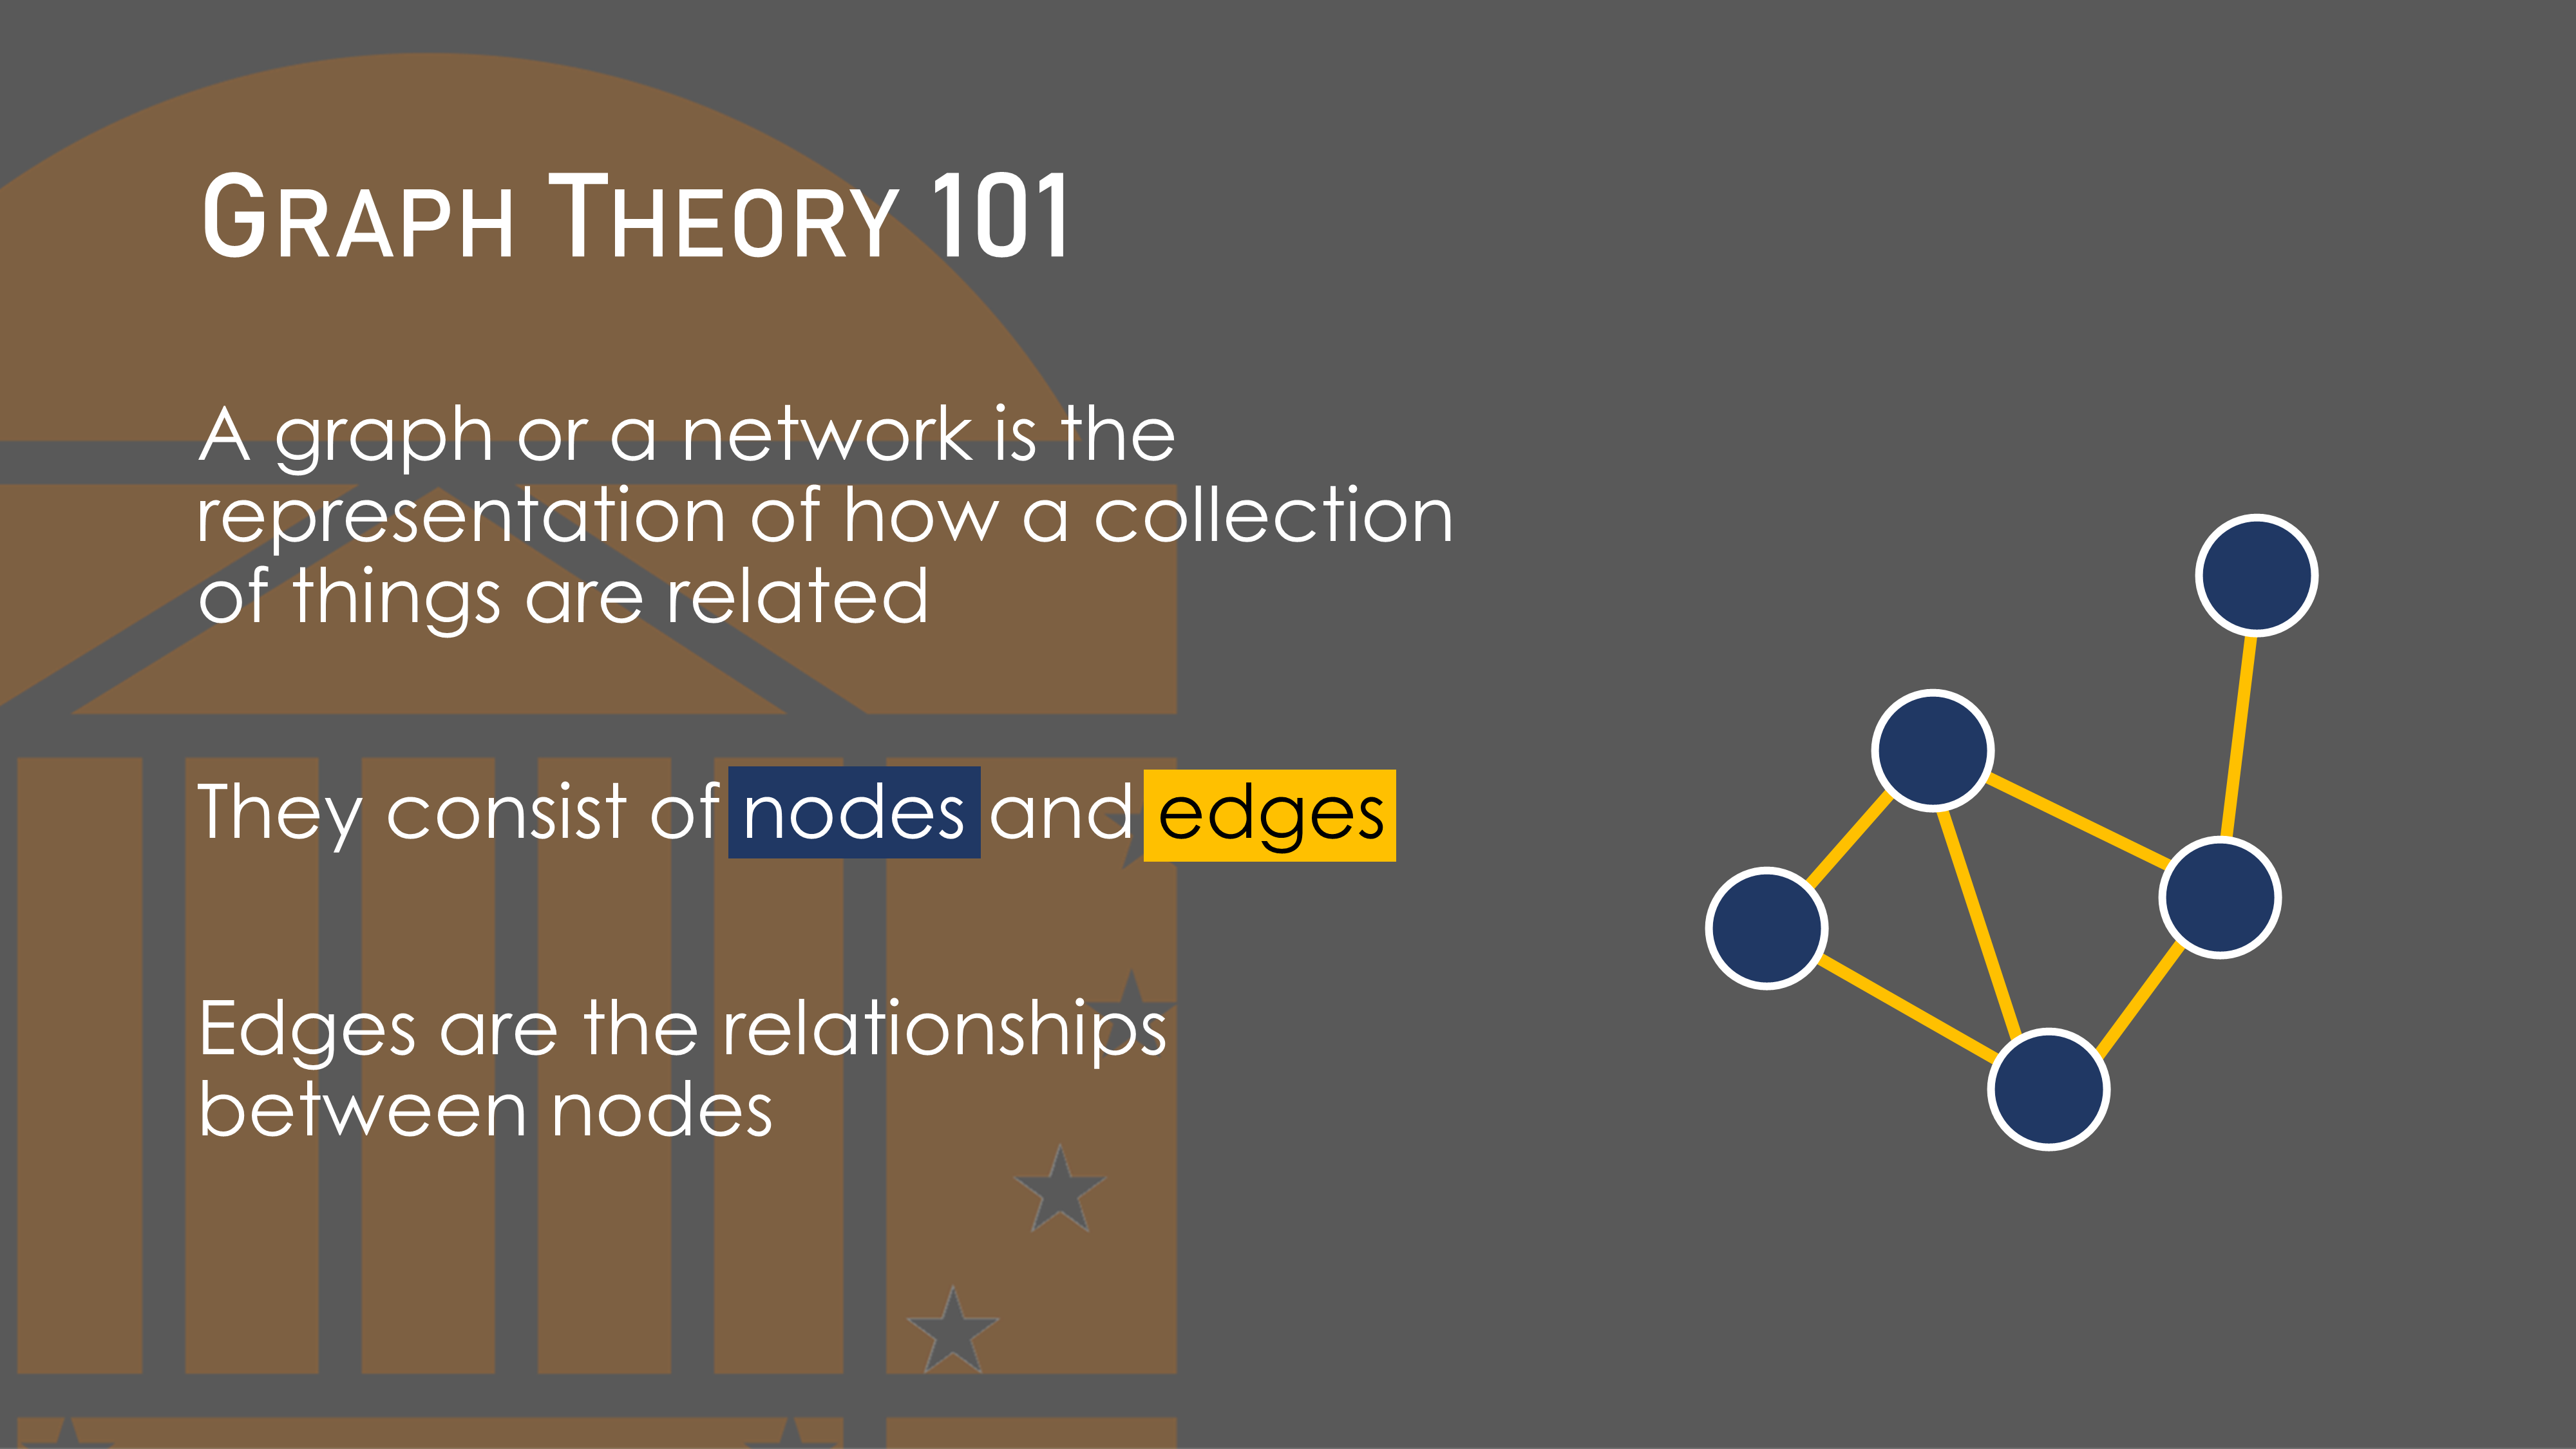 Graph Theory 101
A graph or a network is the
representation of how a collection
of things are related
They consist of nodes and edges
Edges are the relationships
between nodes